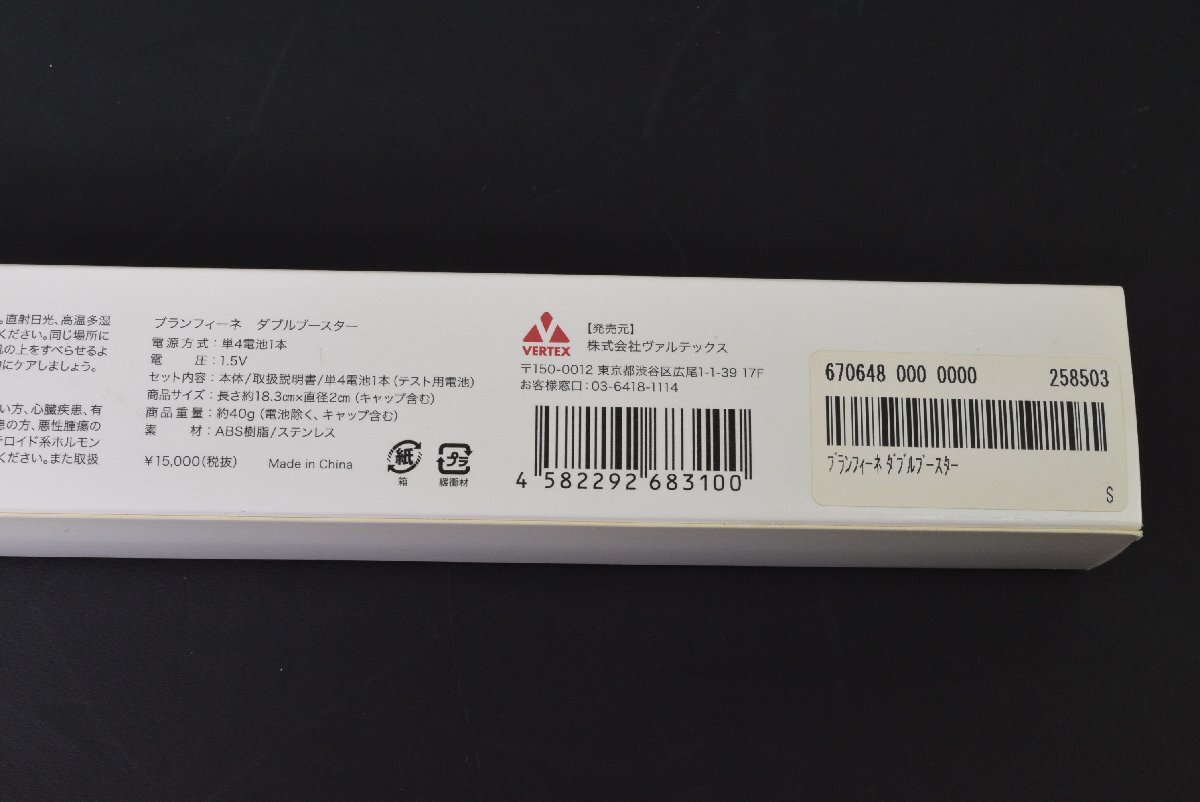 。直射日光、高温多湿
ください。同じ場所に
肌の上をすべらせるよ
的にケアしましょう。
い方、心臓疾患、有
患の方、悪性腫瘍の
テロイド系ホルモン
ください。また取扱
ブランフィーネ ダブルブースター
電源方式：単4電池1本
電 圧：1.5V
セット内容：本体/取扱説明書/単4電池1本（テスト用電池）
商品サイズ：長さ約18.3㎝×直径2㎝（キャップ含む）
商品重量：約40g（電池除く、キャップ含む）
素 材：ABS樹脂/ステンレス
¥15,000（税抜） Made in China
紙
箱
プラ
緩衝材
VERTEX
【発売元】
株式会社ヴァルテックス
〒150-0012 東京都渋谷区広尾1-1-39 17F
お客様窓口：03-6418-1114
4 582292 683100
670648 000 0000 258503
ブランフィーネ ダブルブースター
S